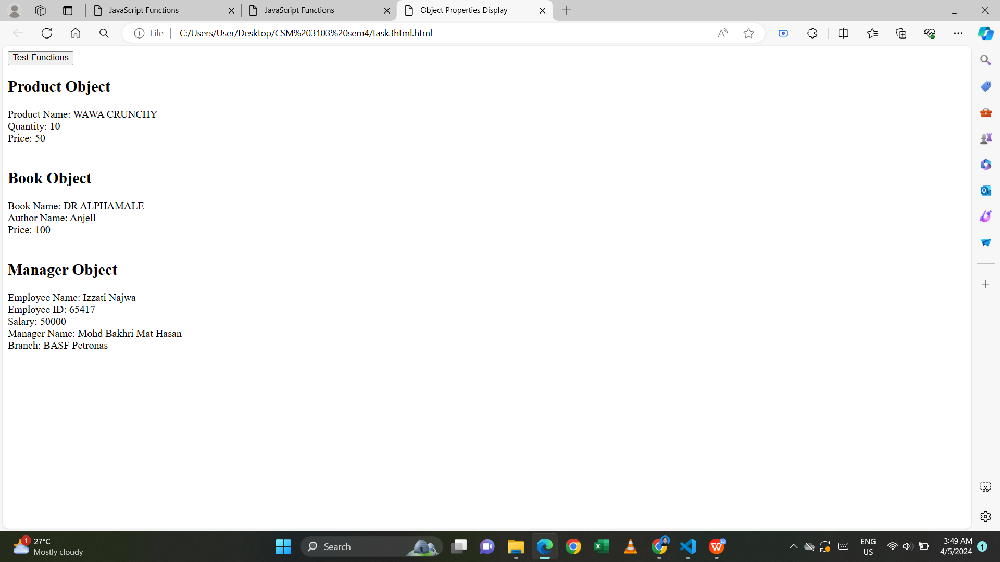 JavaScript Functions
JavaScript Functions
Object Properties Display
File
C:/Users/User/Desktop/CSM%203103%20sem4/task3html.html
Test Functions
Product Object
Product Name: WAWA CRUNCHY
Quantity: 10
Price: 50
Book Object
Book Name: DR ALPHAMALE
Author Name: Anjell
Price: 100
Manager Object
Employee Name: Izzati Najwa
Employee ID: 65417
Salary: 50000
Manager Name: Mohd Bakhri Mat Hasan
Branch: BASF Petronas
1
27°C
Mostly cloudy
Search
ENG
US
3:49 AM
4/5/2024
1